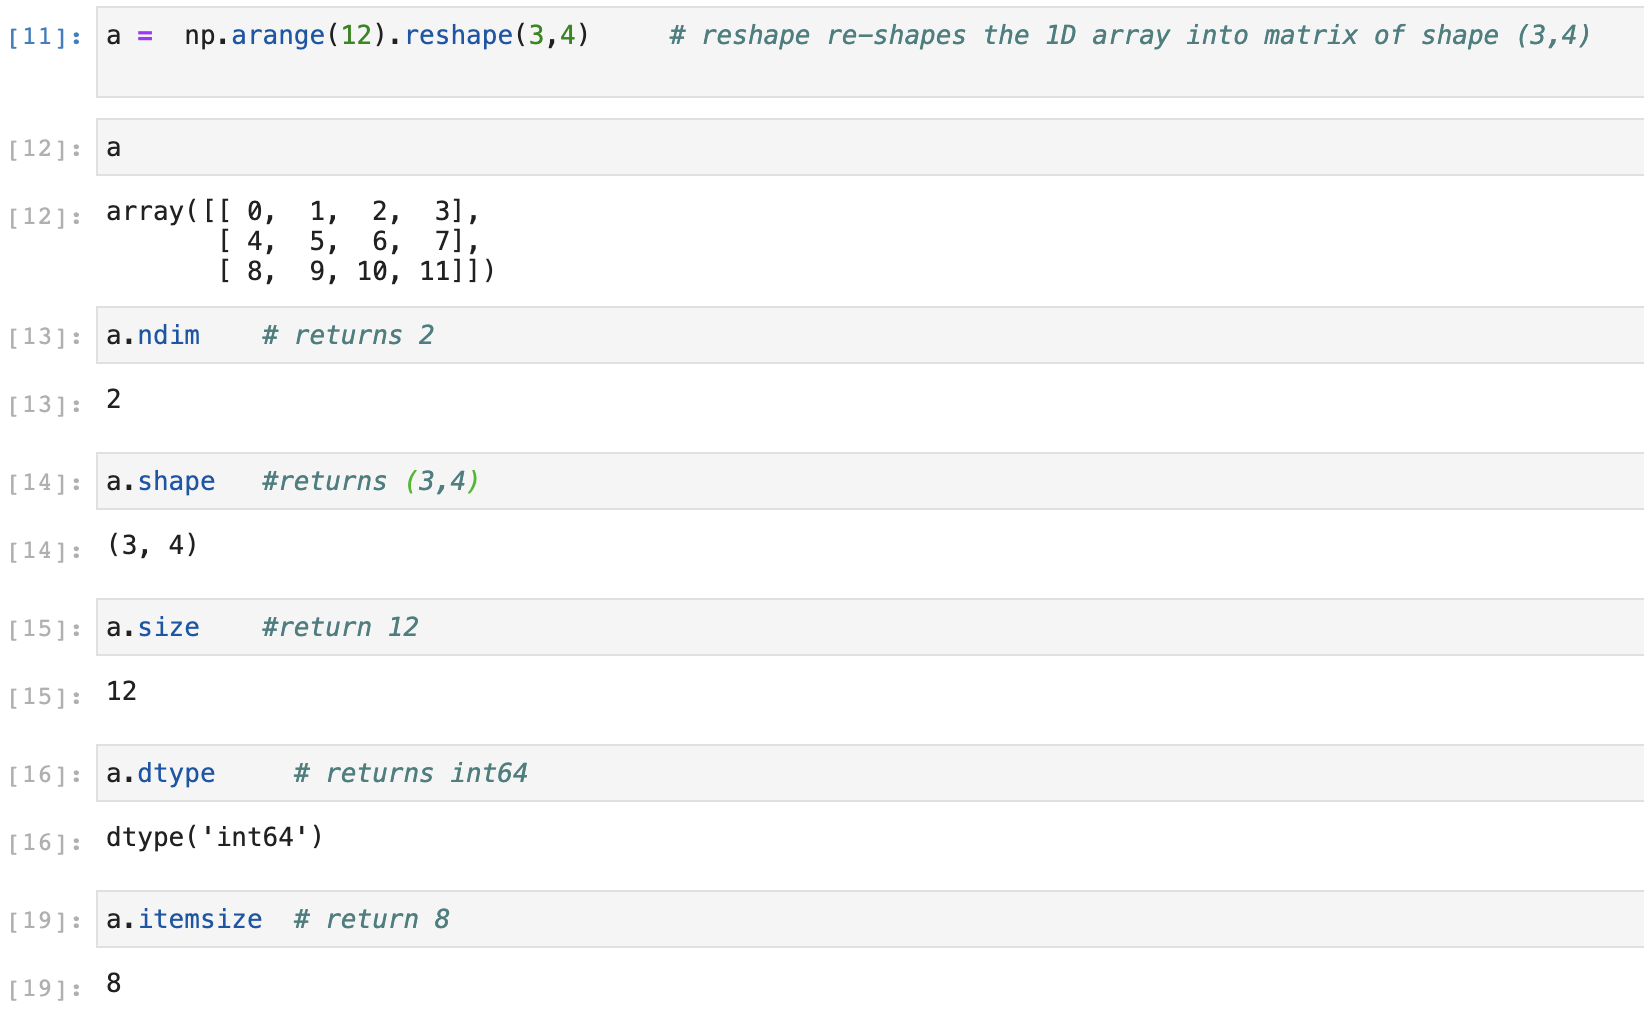 [11]: a =  np.arange(12).reshape(3,4)     # reshape re-shapes the 1D array into matrix of shape (3,4)
[12]: a
[12]: array([[ 0,  1,  2,  3],
       [ 4,  5,  6,  7],
       [ 8,  9, 10, 11]])
[13]: a.ndim    # returns 2
[13]: 2
[14]: a.shape   #returns (3,4)
[14]: (3, 4)
[15]: a.size    #return 12
[15]: 12
[16]: a.dtype     # returns int64
[16]: dtype('int64')
[19]: a.itemsize  # return 8
[19]: 8